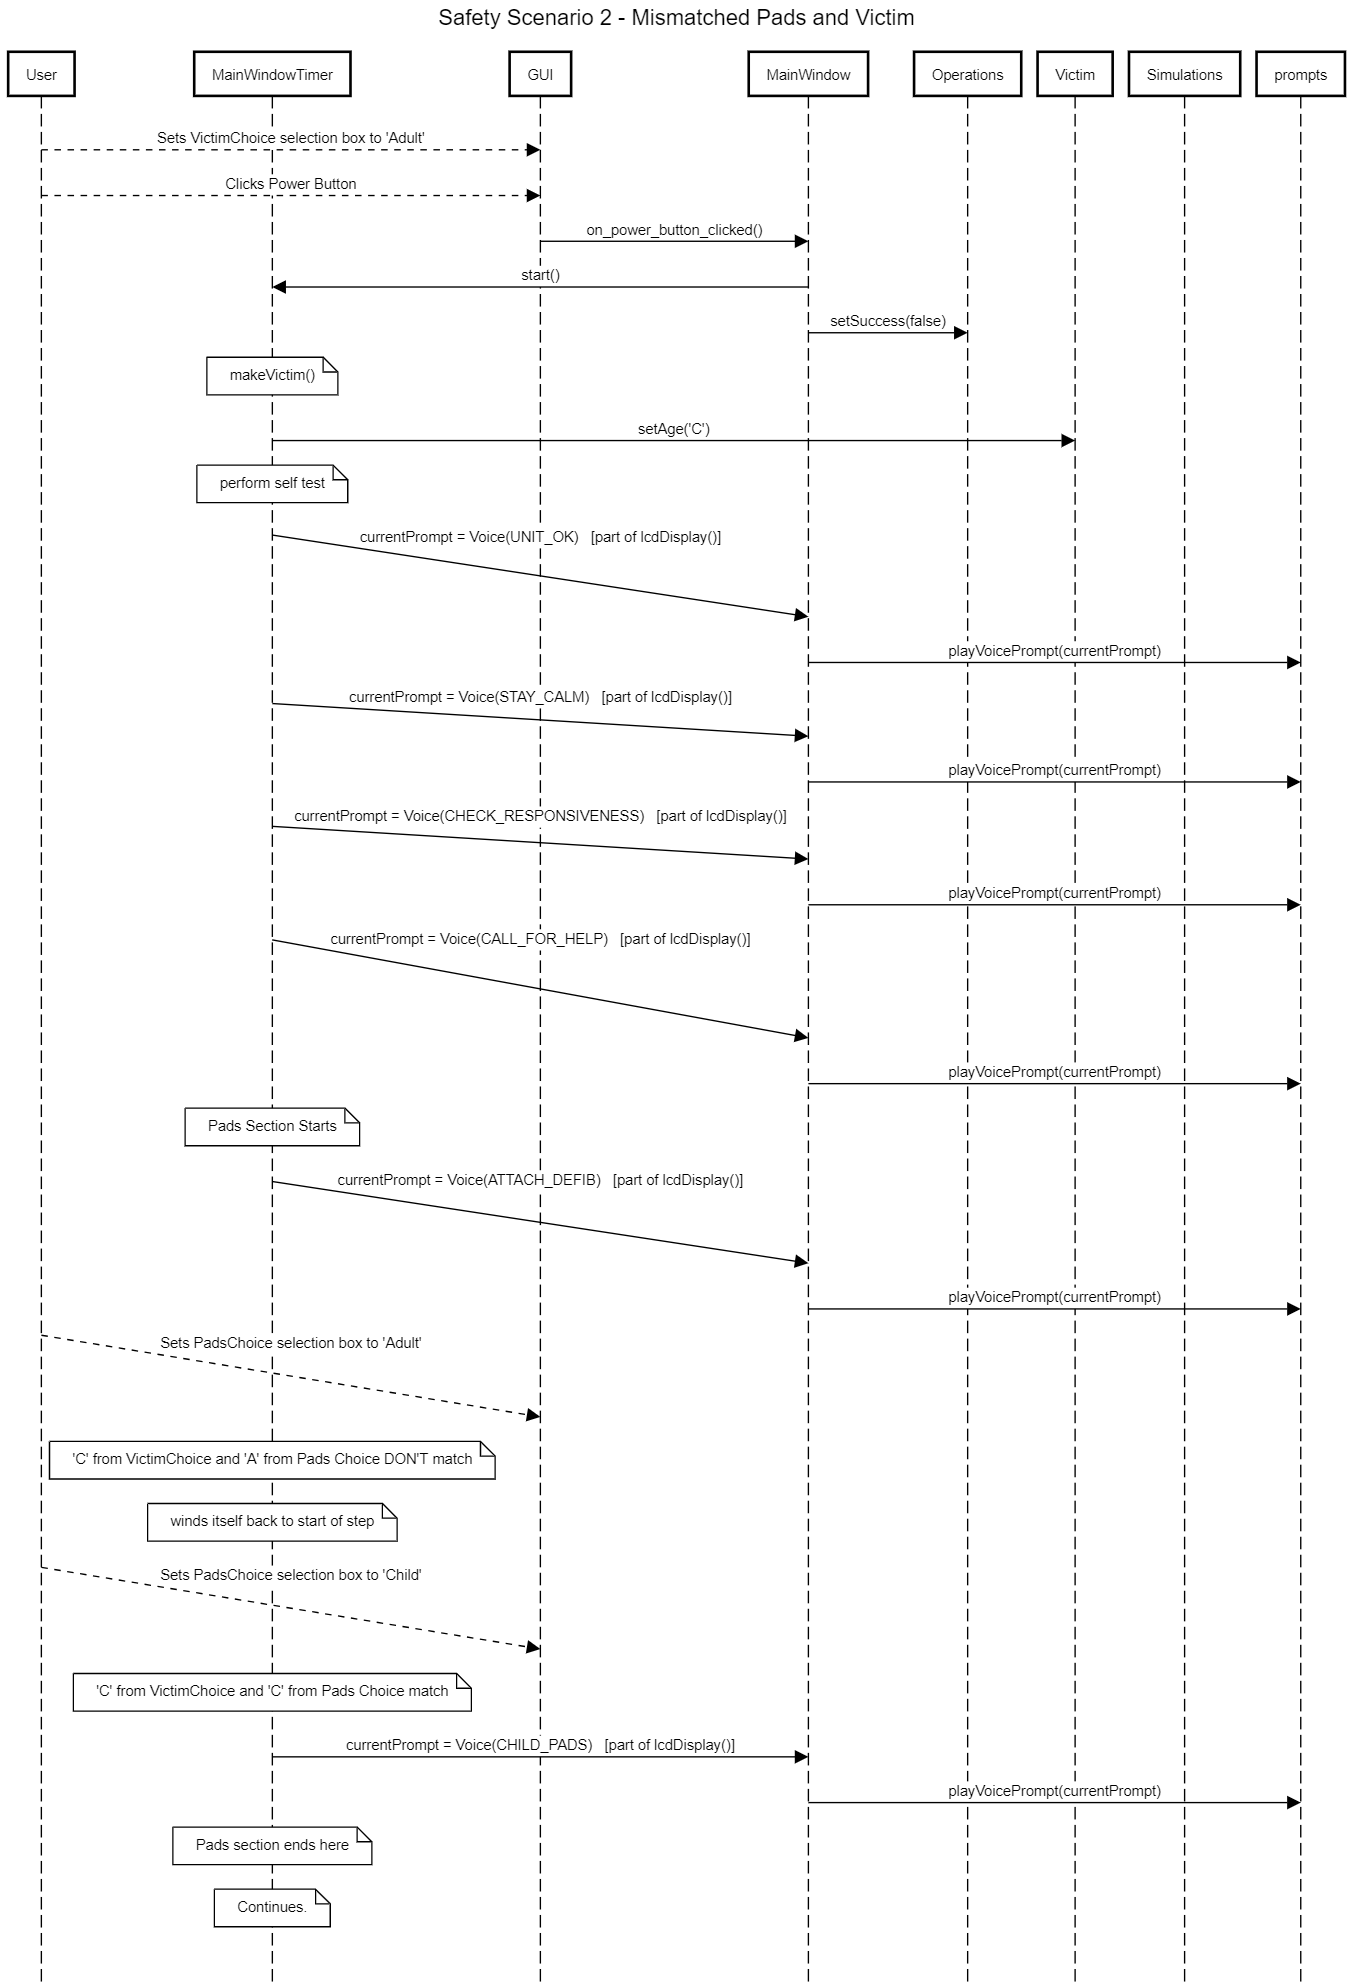 Safety Scenario 2 - Mismatched Pads and Victim
User
MainWindowTimer
GUI
MainWindow
Operations
Victim
Simulations
prompts
Sets VictimChoice selection box to 'Adult'
Clicks Power Button
on_power_button_clicked()
start()
setSuccess(false)
makeVictim()
setAge('C')
perform self test
currentPrompt = Voice(UNIT_OK)   [part of lcdDisplay()]
playVoicePrompt(currentPrompt)
currentPrompt = Voice(STAY_CALM)   [part of lcdDisplay()]
playVoicePrompt(currentPrompt)
currentPrompt = Voice(CHECK_RESPONSIVENESS)   [part of lcdDisplay()]
playVoicePrompt(currentPrompt)
currentPrompt = Voice(CALL_FOR_HELP)   [part of lcdDisplay()]
playVoicePrompt(currentPrompt)
Pads Section Starts
currentPrompt = Voice(ATTACH_DEFIB)   [part of lcdDisplay()]
playVoicePrompt(currentPrompt)
Sets PadsChoice selection box to 'Adult'
'C' from VictimChoice and 'A' from Pads Choice DON'T match
winds itself back to start of step
Sets PadsChoice selection box to 'Child'
'C' from VictimChoice and 'C' from Pads Choice match
currentPrompt = Voice(CHILD_PADS)   [part of lcdDisplay()]
playVoicePrompt(currentPrompt)
Pads section ends here
Continues.